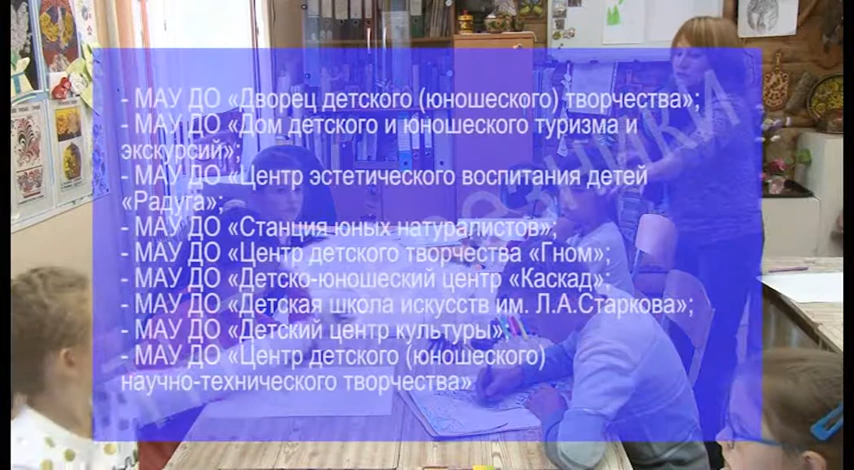 - МАУ ДО «Дворец детского (юношеского) творчества»;
- МАУ ДО «Дом детского и юношеского туризма и
экскурсий»;
- МАУ ДО «Центр эстетического воспитания детей
«Радуга»;
- МАУ ДО «Станция юных натуралистов»;
- МАУ ДО «Центр детского творчества «Гном»;
- МАУ ДО «Детско-юношеский центр «Каскад»;
- МАУ ДО «Детская школа искусств им. Л.А.Старкова»;
- МАУ ДО «Детский центр культуры»;
- МАУ ДО «Центр детского (юношеского)
научно-технического творчества»